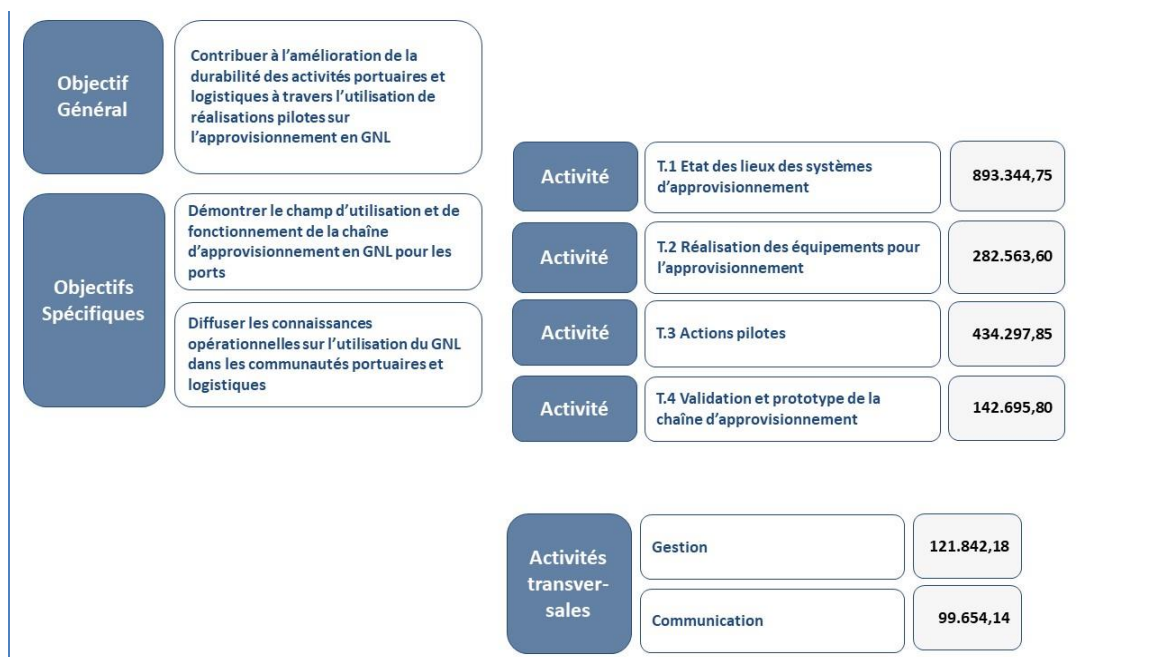 Objectif
Général
Contribuer à l’amélioration de la
durabilité des activités portuaires et
logistiques à travers l’utilisation de
réalisations pilotes sur
l’approvisionnement en GNL
Objectifs
Spécifiques
Démontrer le champ d’utilisation et de
fonctionnement de la chaîne
d’approvisionnement en GNL pour les
ports
Diffuser les connaissances
opérationnelles sur l’utilisation du GNL
dans les communautés portuaires et
logistiques
Activité
T.1 Etat des lieux des systèmes
d’approvisionnement
893.344,75
Activité
T.2 Réalisation des équipements pour
l’approvisionnement
282.563,60
Activité
T.3 Actions pilotes
434.297,85
Activité
T.4 Validation et prototype de la
chaîne d’approvisionnement
142.695,80
Activités
transver-
sales
Gestion
121.842,18
Communication
99.654,14